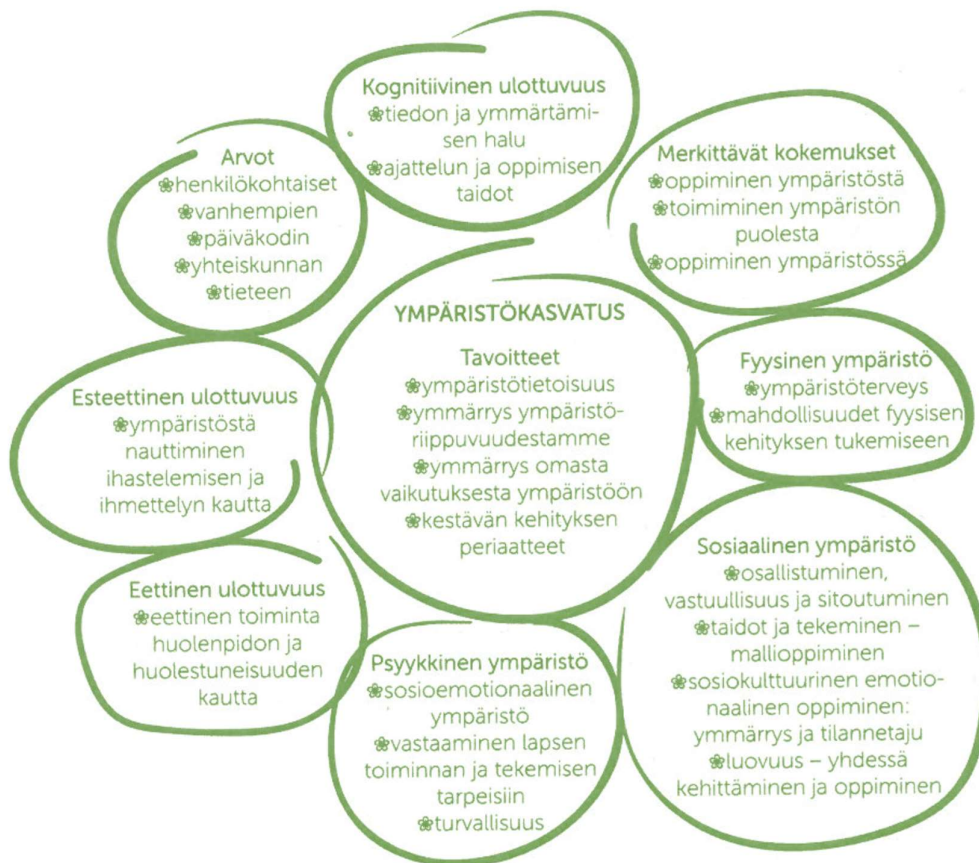 Kognitiivinen ulottuvuus
❀tiedon ja ymmärtämi-
sen halu
❀ajattelun ja oppimisen
taidot
Arvot
❀henkilökohtaiset
❀vanhempien
❀päiväkodin
❀yhteiskunnan
❀tieteen
Merkittävät kokemukset
❀oppiminen ympäristöstä
❀toimiminen ympäristön
puolesta
❀oppiminen ympäristössä
YMPÄRISTÖKASVATUS
Tavoitteet
❀ympäristötietoisuus
❀ymmärrys ympäristö-
riippuvuudestamme
❀ymmärrys omasta
vaikutuksesta ympäristöön
❀kestävän kehityksen
periaatteet
Fyysinen ympäristö
❀ympäristöterveys
❀mahdollisuudet fyysisen
kehityksen tukemiseen
Esteettinen ulottuvuus
❀ympäristöstä
nauttiminen
ihastelemisen ja
ihmettelyn kautta
Sosiaalinen ympäristö
❀osallistuminen,
vastuullisuus ja sitoutuminen
❀taidot ja tekeminen –
mallioppiminen
❀sosiokulttuurinen emotio-
naalinen oppiminen:
ymmärrys ja tilannetaju
❀luovuus – yhdessä
kehittäminen ja oppiminen
Eettinen ulottuvuus
❀eettinen toiminta
huolenpidon ja
huolestuneisuuden
kautta
Psyykkinen ympäristö
❀sosioemotionaalinen
ympäristö
❀vastaaminen lapsen
toiminnan ja tekemisen
tarpeisiin
❀turvallisuus